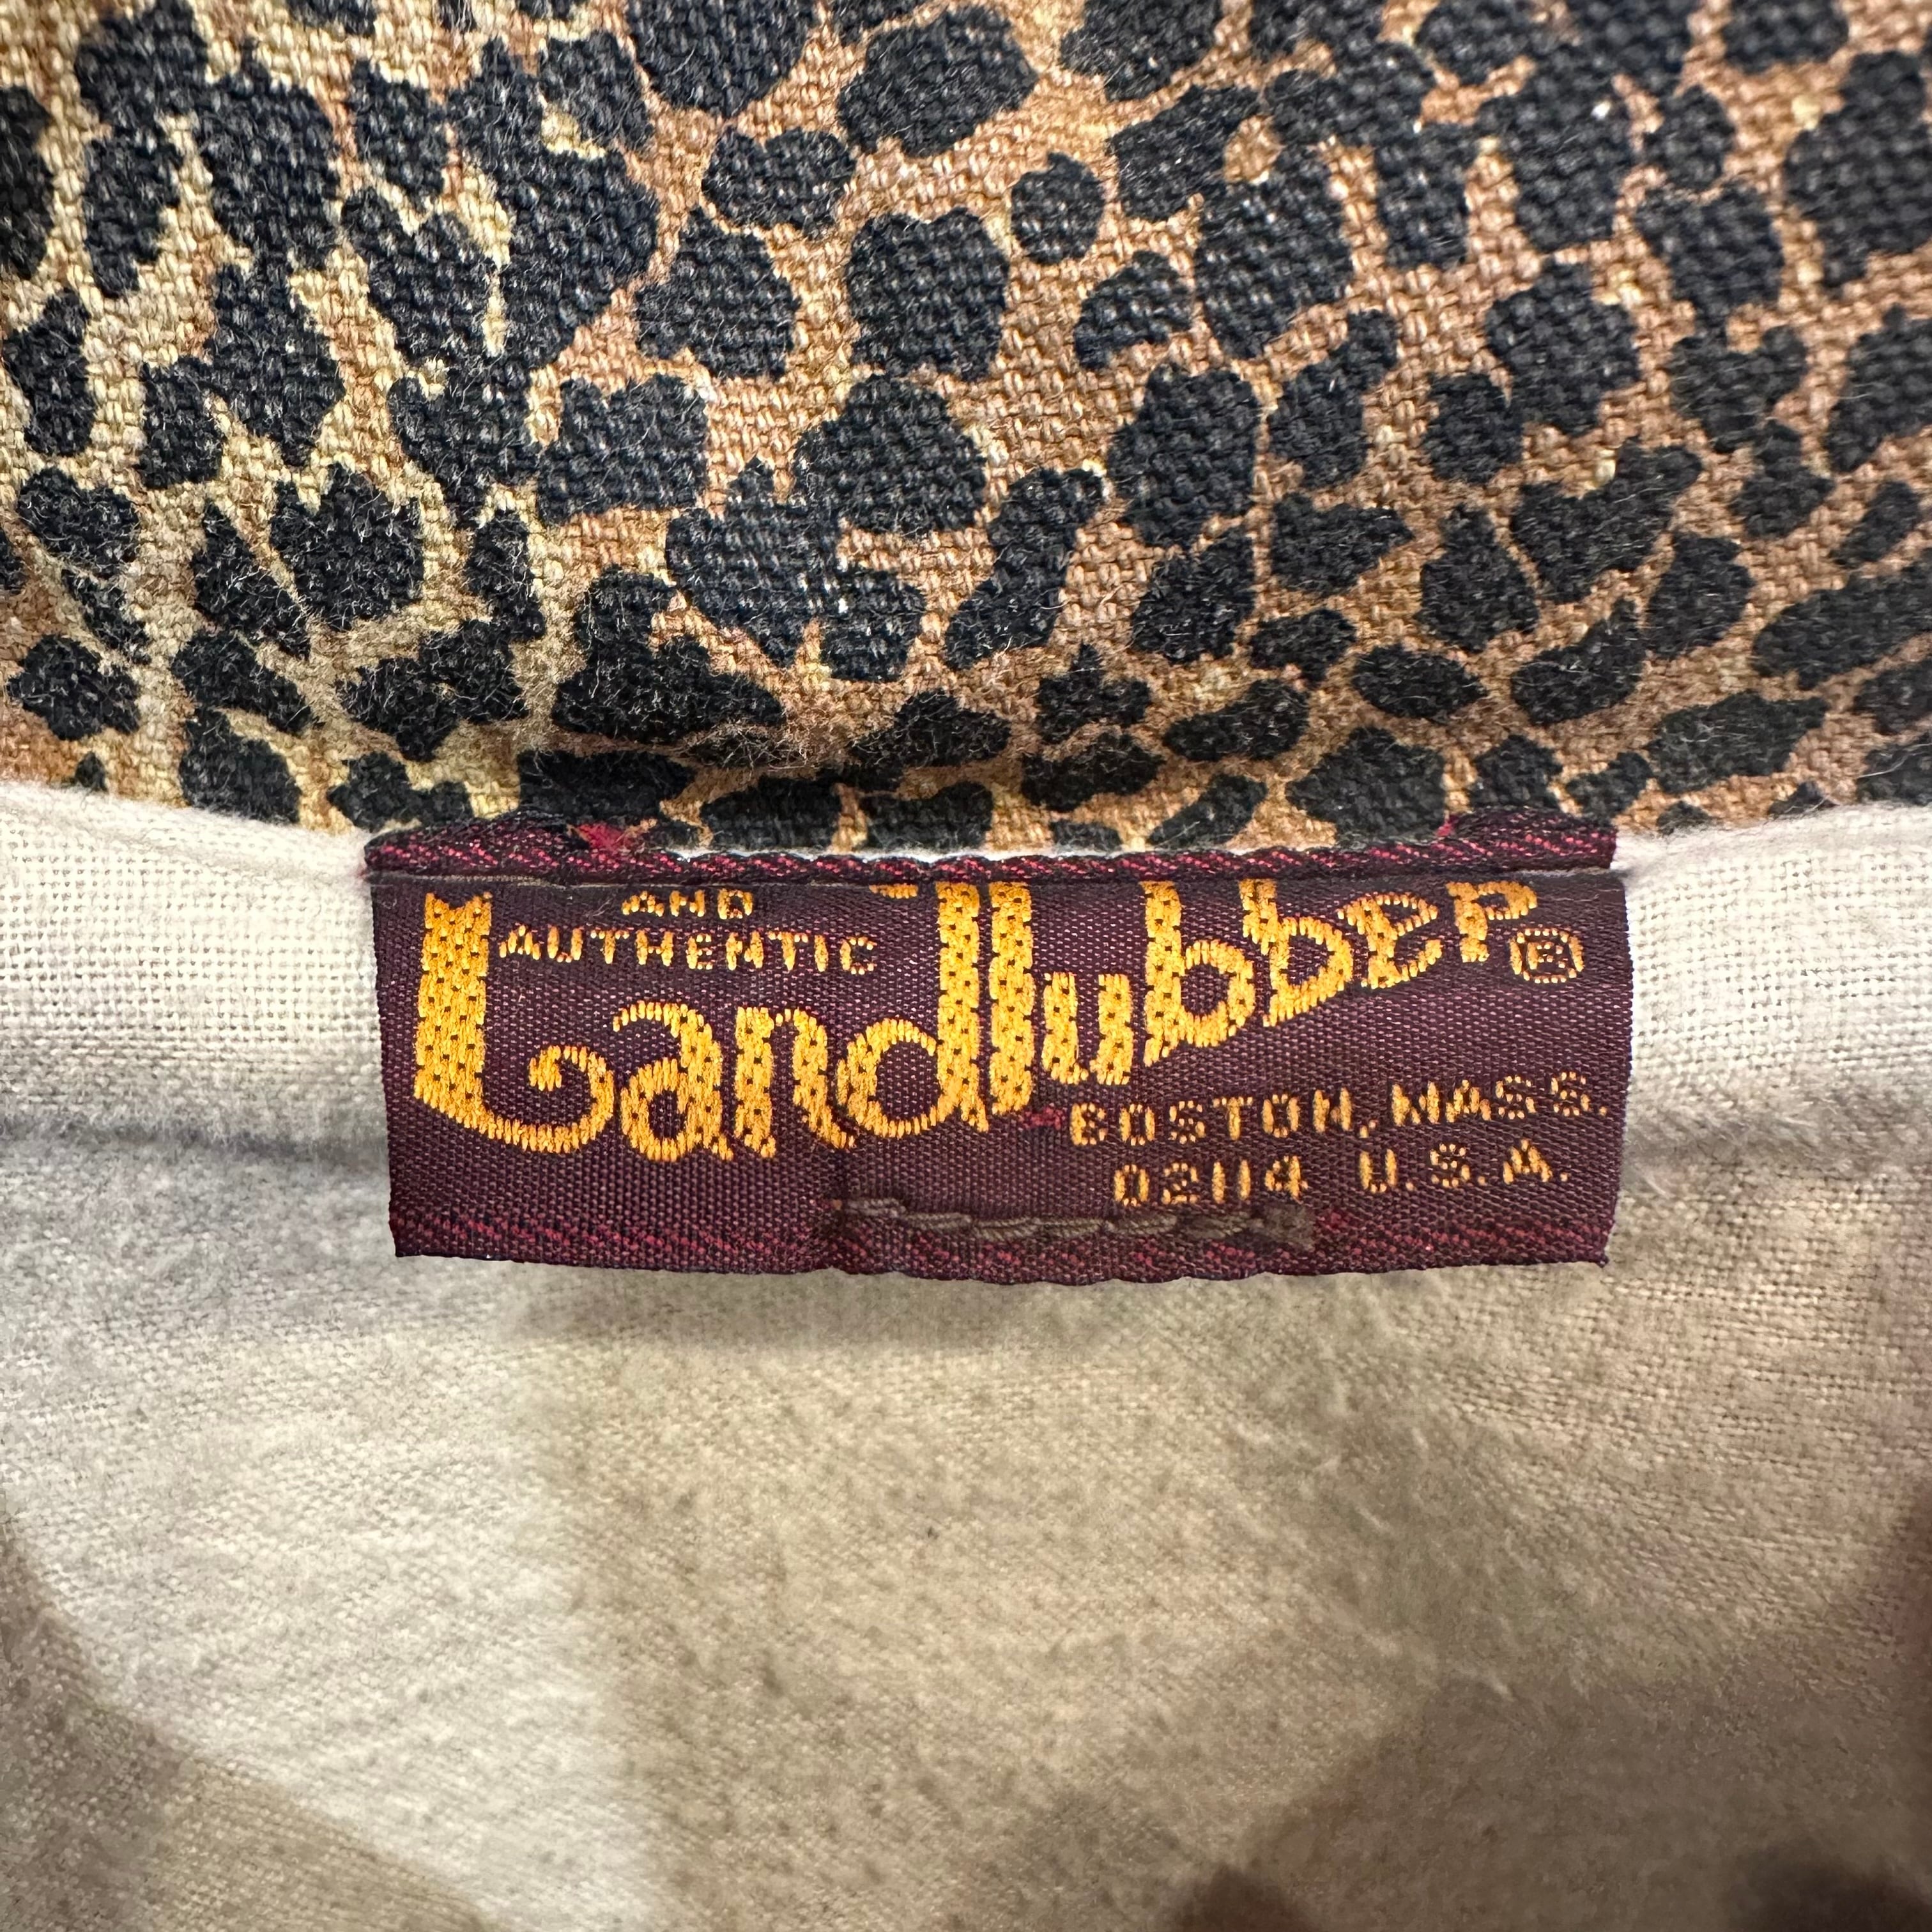 AND
AUTHENTIC
Landlubber®
BOSTON, MASS.
02114 U.S.A.